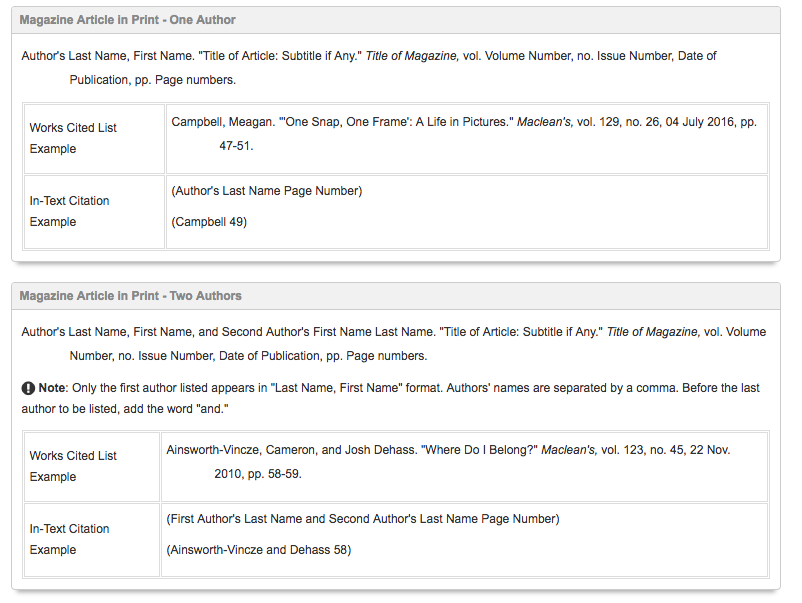 Magazine Article in Print - One Author
Author's Last Name, First Name. "Title of Article: Subtitle if Any." Title of Magazine, vol. Volume Number, no. Issue Number, Date of
Publication, pp. Page numbers.
Works Cited List
Example
Campbell, Meagan. "'One Snap, One Frame': A Life in Pictures." Maclean's, vol. 129, no. 26, 04 July 2016, pp.
47-51.
In-Text Citation
Example
(Author's Last Name Page Number)
(Campbell 49)
Magazine Article in Print - Two Authors
Author's Last Name, First Name, and Second Author's First Name Last Name. "Title of Article: Subtitle if Any." Title of Magazine, vol. Volume
Number, no. Issue Number, Date of Publication, pp. Page numbers.
Note: Only the first author listed appears in "Last Name, First Name" format. Authors' names are separated by a comma. Before the last
author to be listed, add the word "and."
Works Cited List
Example
Ainsworth-Vincze, Cameron, and Josh Dehass. "Where Do I Belong?" Maclean's, vol. 123, no. 45, 22 Nov.
2010, pp. 58-59.
In-Text Citation
Example
(First Author's Last Name and Second Author's Last Name Page Number)
(Ainsworth-Vincze and Dehass 58)